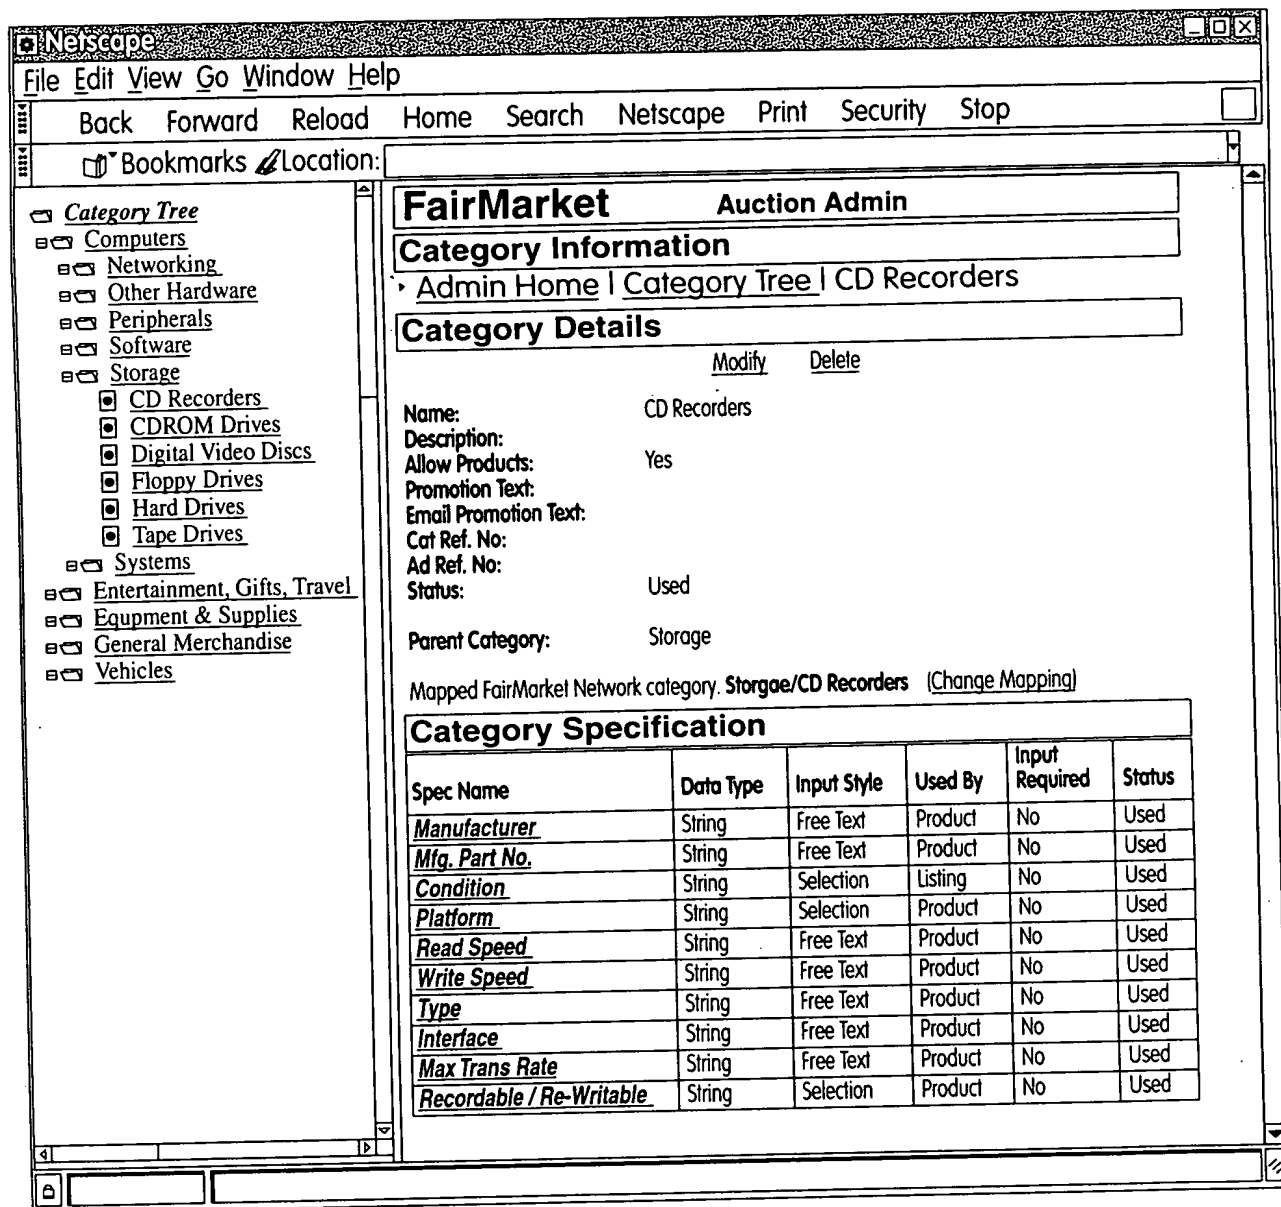 Netscape
File Edit View Go Window Help
Back Forward Reload Home Search Netscape Print Security Stop
Bookmarks Location:
Category Tree
Computers
Networking
Other Hardware
Peripherals
Software
Storage
CD Recorders
CDROM Drives
Digital Video Discs
Floppy Drives
Hard Drives
Tape Drives
Systems
Entertainment, Gifts, Travel
Equpment & Supplies
General Merchandise
Vehicles
FairMarket Auction Admin
Category Information
Admin Home | Category Tree | CD Recorders
Category Details
Modify Delete
Name: CD Recorders
Description:
Allow Products: Yes
Promotion Text:
Email Promotion Text:
Cat Ref. No:
Ad Ref. No:
Status: Used
Parent Category: Storage
Mapped FairMarket Network category. Storgae/CD Recorders (Change Mapping)
Category Specification
Spec Name Data Type Input Style Used By Input Required Status
Manufacturer String Free Text Product No Used
Mfg. Part No. String Free Text Product No Used
Condition String Selection Listing No Used
Platform String Selection Product No Used
Read Speed String Free Text Product No Used
Write Speed String Free Text Product No Used
Type String Free Text Product No Used
Interface String Free Text Product No Used
Max Trans Rate String Free Text Product No Used
Recordable / Re-Writable String Selection Product No Used